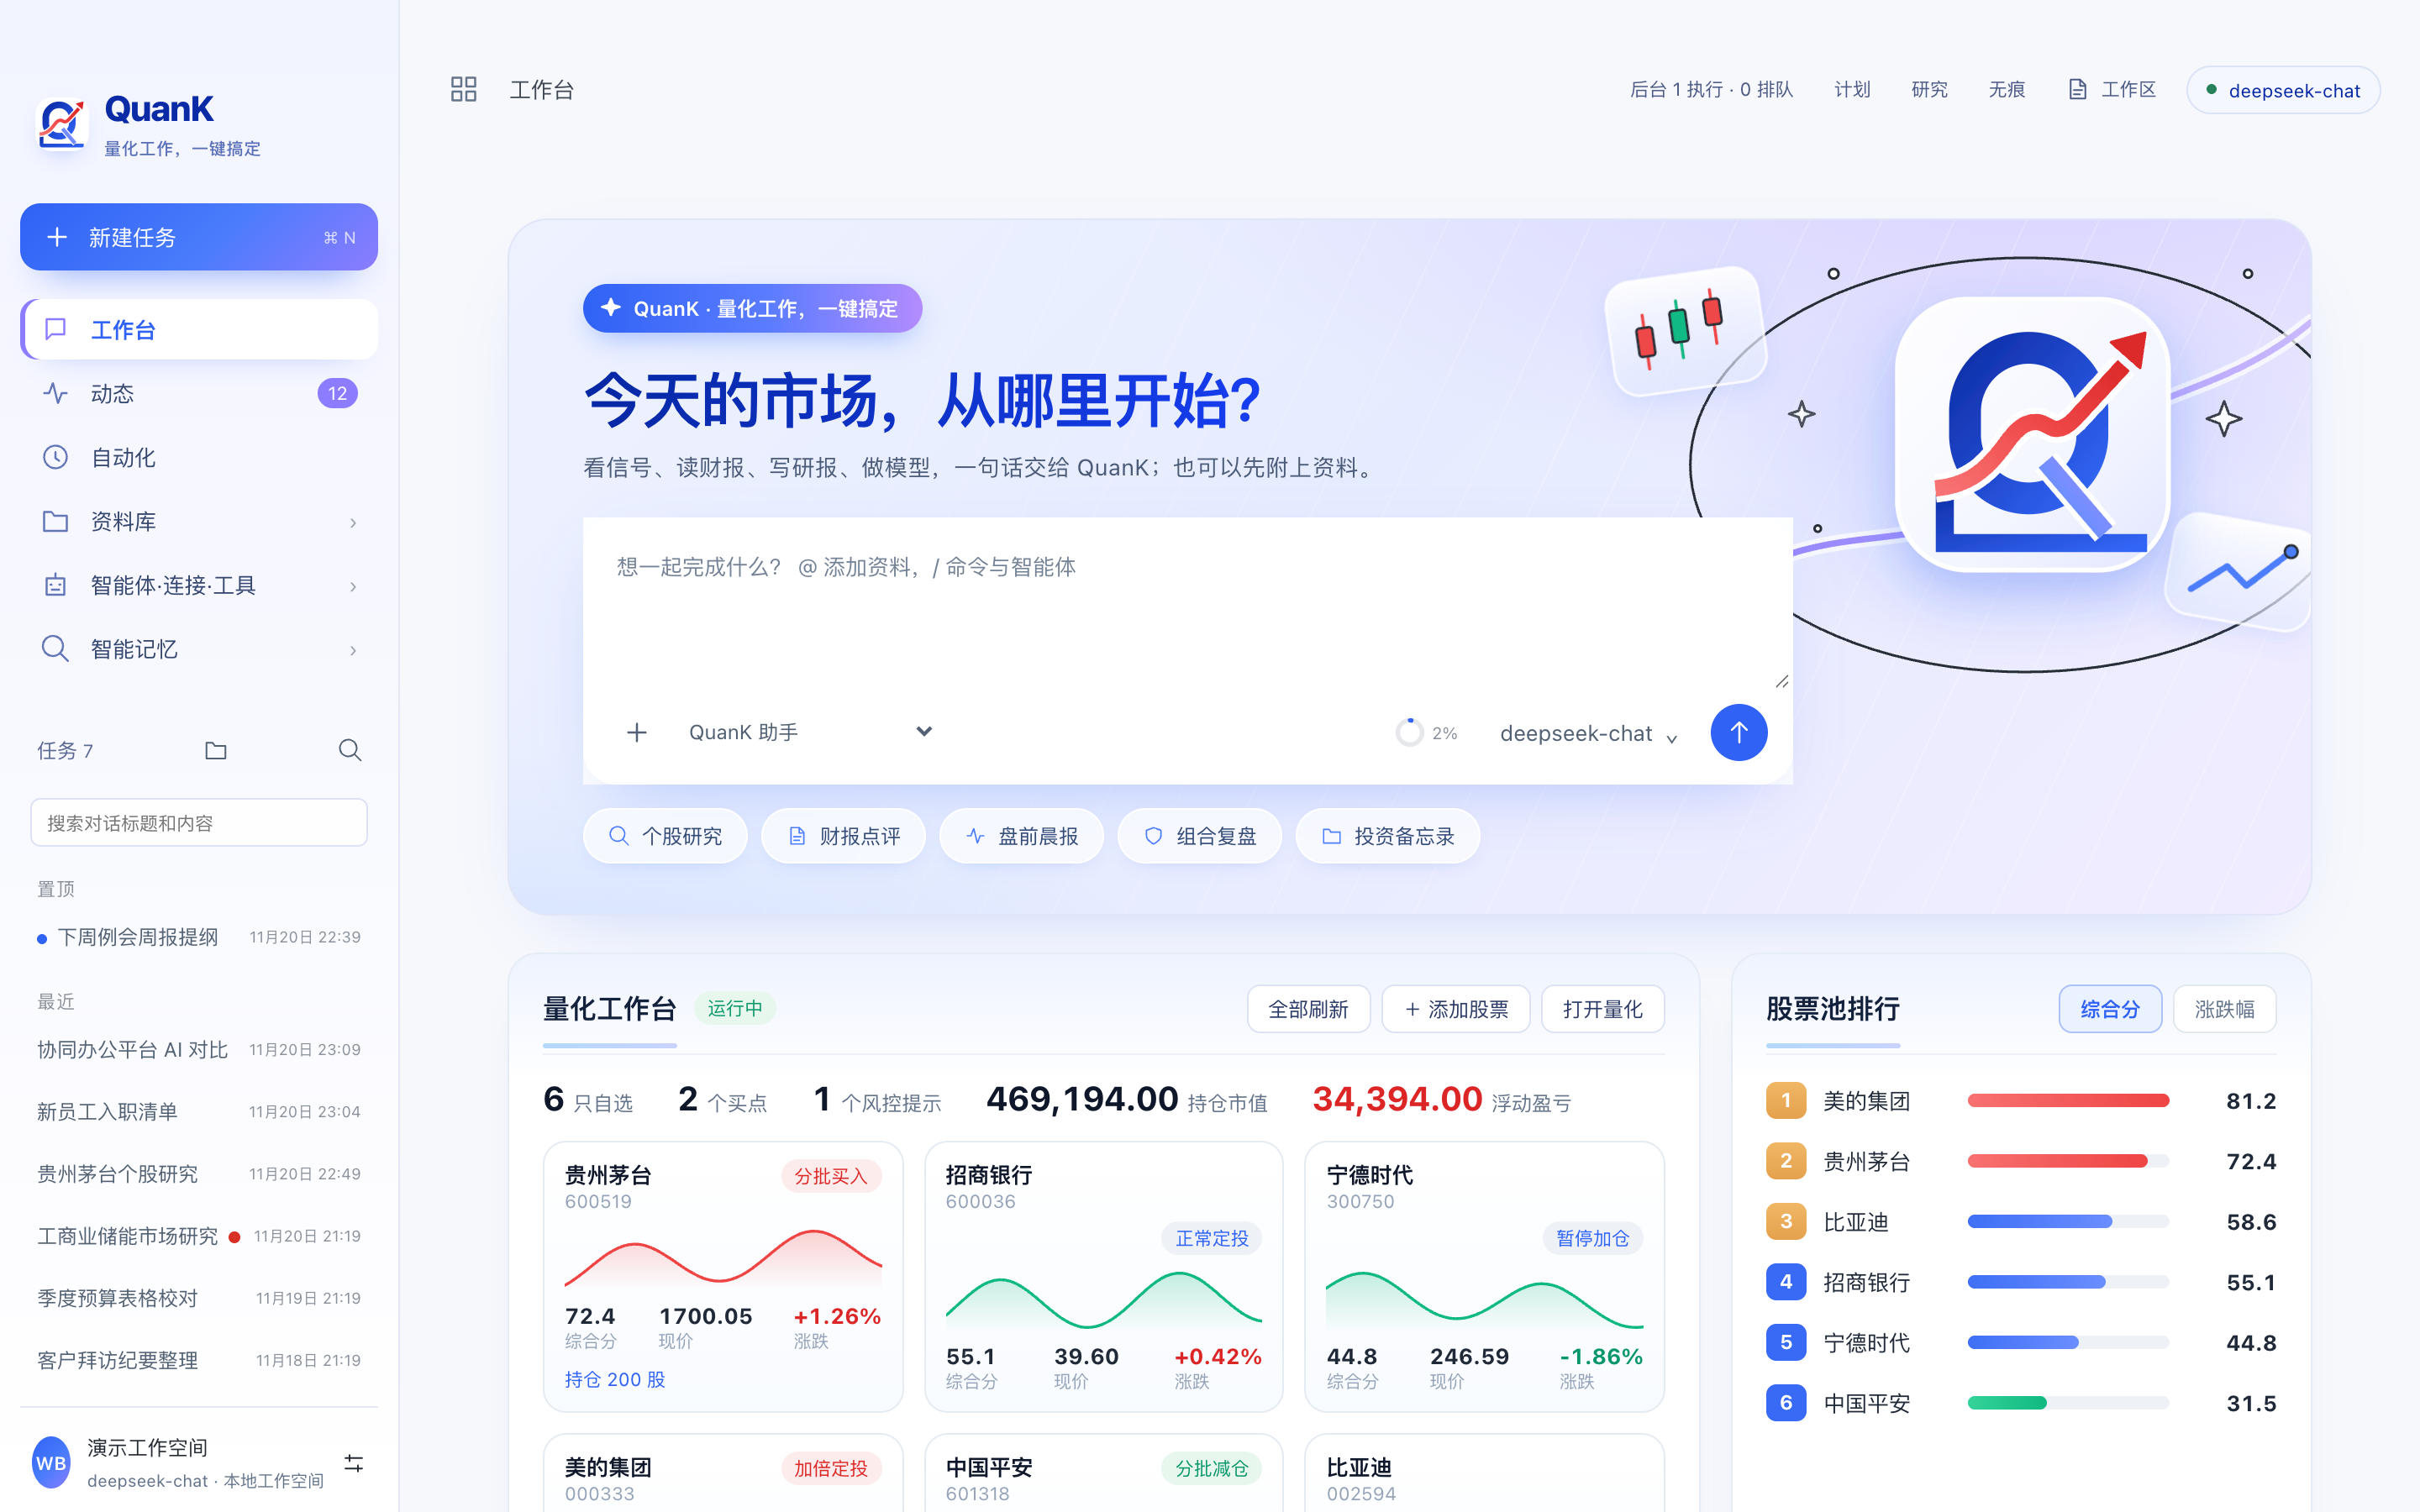 QuanK
量化工作，一键搞定
新建任务 ⌘ N
工作台
动态 12
自动化
资料库
智能体·连接·工具
智能记忆
任务 7
搜索对话标题和内容
置顶
下周例会周报提纲 11月20日 22:39
最近
协同办公平台 AI 对比 11月20日 23:09
新员工入职清单 11月20日 23:04
贵州茅台个股研究 11月20日 22:49
工商业储能市场研究 11月20日 21:19
季度预算表格校对 11月19日 21:19
客户拜访纪要整理 11月18日 21:19
WB 演示工作空间
deepseek-chat · 本地工作空间
工作台 后台 1 执行 · 0 排队 计划 研究 无痕 工作区 deepseek-chat
QuanK · 量化工作，一键搞定
今天的市场，从哪里开始？
看信号、读财报、写研报、做模型，一句话交给 QuanK；也可以先附上资料。
想一起完成什么？ @ 添加资料，/ 命令与智能体
QuanK 助手 2% deepseek-chat
个股研究 财报点评 盘前晨报 组合复盘 投资备忘录
量化工作台 运行中 全部刷新 ＋ 添加股票 打开量化
6 只自选 2 个买点 1 个风控提示 469,194.00 持仓市值 34,394.00 浮动盈亏
贵州茅台 分批买入
600519
72.4 1700.05 +1.26%
综合分 现价 涨跌
持仓 200 股
招商银行
600036
正常定投
55.1 39.60 +0.42%
综合分 现价 涨跌
宁德时代
300750
暂停加仓
44.8 246.59 -1.86%
综合分 现价 涨跌
美的集团 加倍定投
000333
中国平安 分批减仓
601318
比亚迪
002594
股票池排行 综合分 涨跌幅
1 美的集团 81.2
2 贵州茅台 72.4
3 比亚迪 58.6
4 招商银行 55.1
5 宁德时代 44.8
6 中国平安 31.5